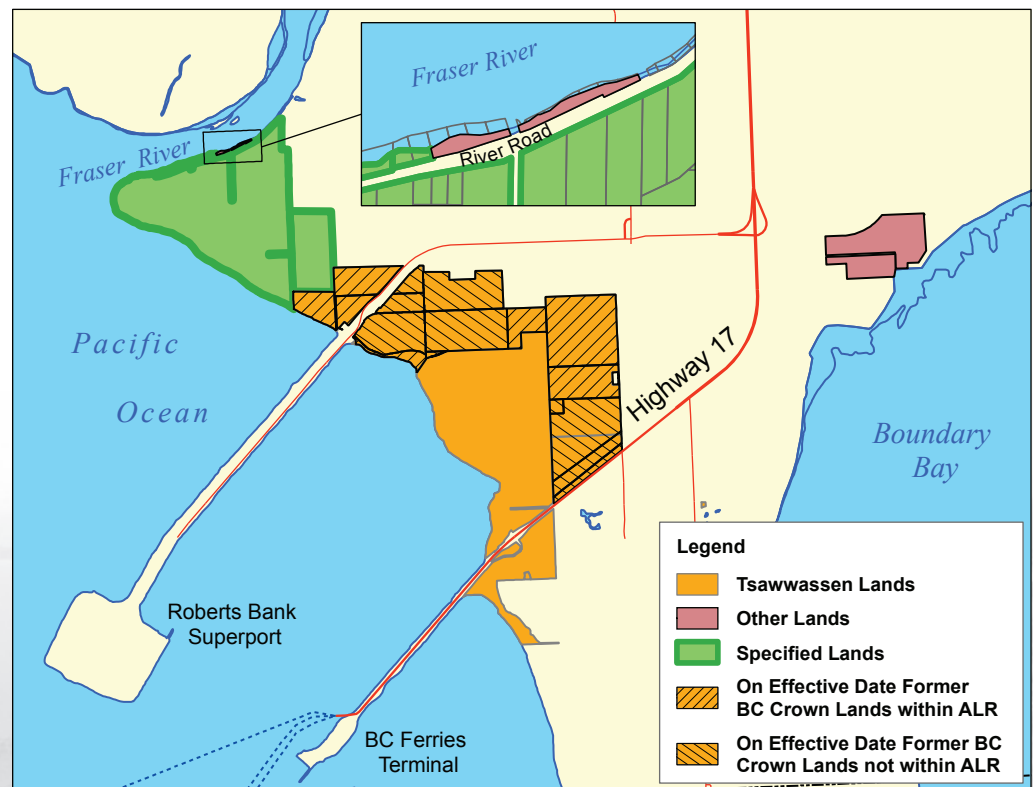 Fraser River
Fraser River
River Road
Pacific
Ocean
Highway 17
Boundary
Bay
Roberts Bank
Superport
BC Ferries
Terminal
Legend
Tsawwassen Lands
Other Lands
Specified Lands
On Effective Date Former
BC Crown Lands within ALR
On Effective Date Former BC
Crown Lands not within ALR